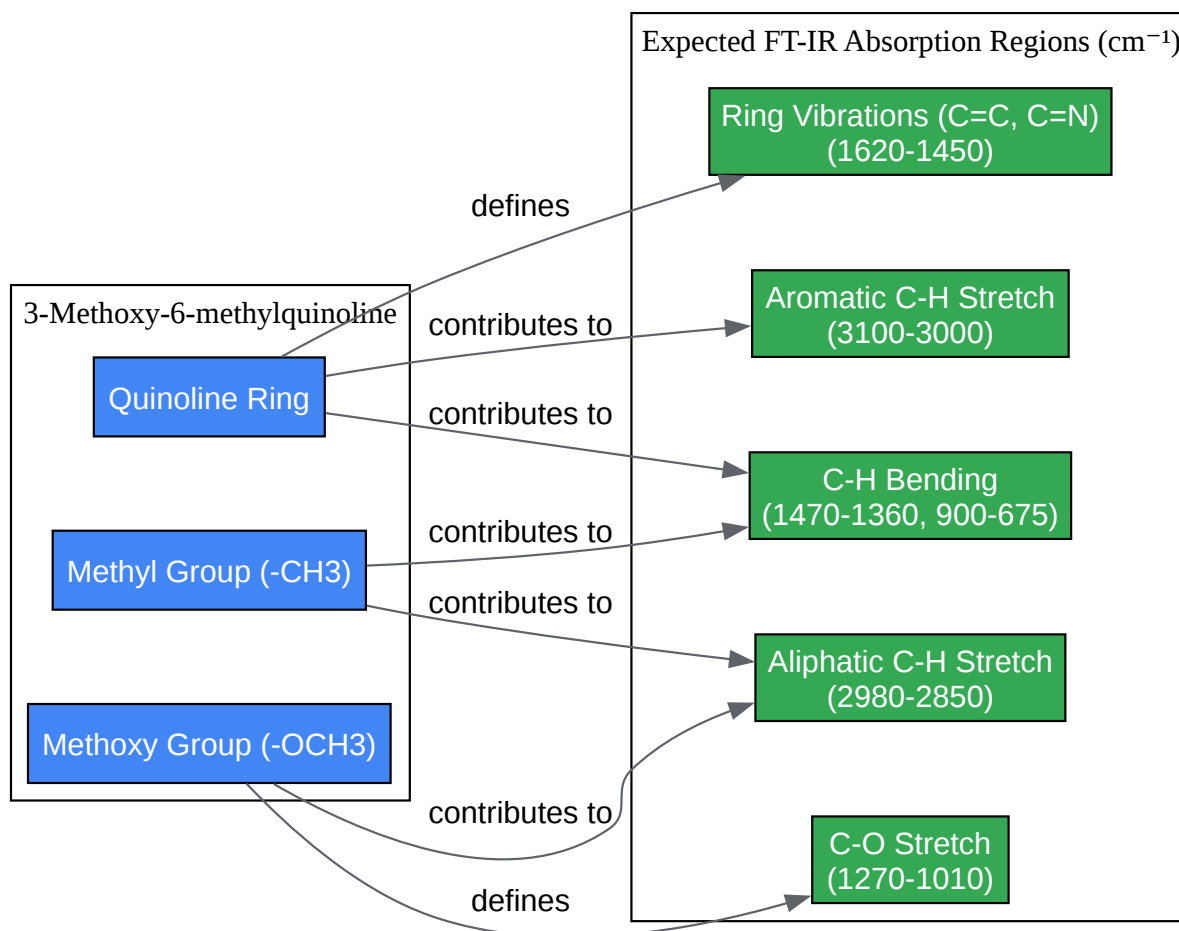 Expected FT-IR Absorption Regions (cm⁻¹)
Ring Vibrations (C=C, C=N)
(1620-1450)
defines
Aromatic C-H Stretch
(3100-3000)
3-Methoxy-6-methylquinoline
contributes to
Quinoline Ring
contributes to
C-H Bending
(1470-1360, 900-675)
contributes to
Methyl Group (-CH3)
contributes to
Aliphatic C-H Stretch
(2980-2850)
Methoxy Group (-OCH3)
contributes to
C-O Stretch
(1270-1010)
defines